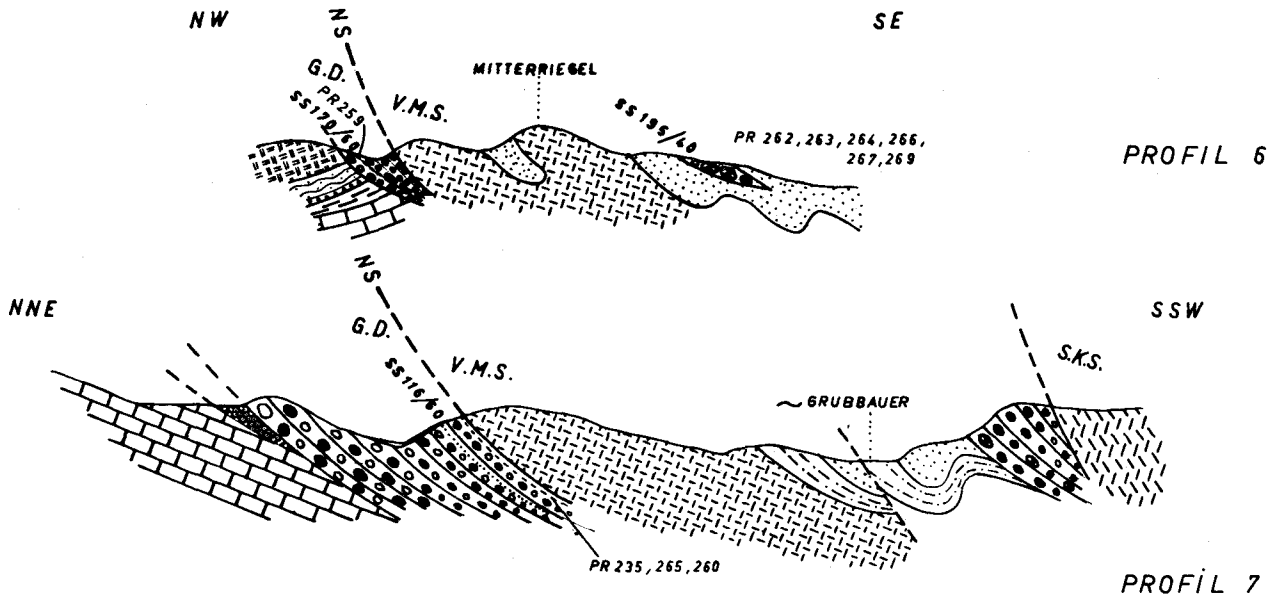 NW
SE
NS
G.D.
PR259
SS170/60
V.M.S.
MITTERRIEGEL
SS195/60
PR 262, 263, 264, 266,
267, 269
PROFIL 6
NNE
NS
G.D.
SS116/60
V.M.S.
~ GRUBBAUER
S.K.S.
SSW
PR 235, 265, 260
PROFİL 7